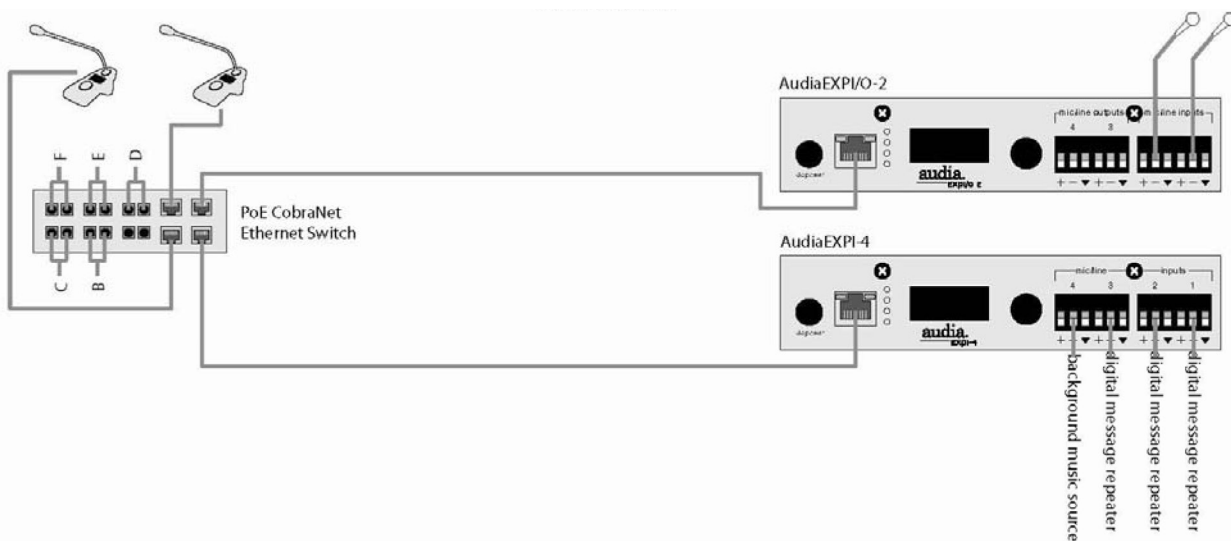 AudiaEXPI/O-2
mic/line outputs
mic/line inputs
4 3
audia
EXPI/O 2
+ - ▼ + - ▼ + - ▼ + - ▼
F E D
PoE CobraNet
Ethernet Switch
C B
AudiaEXPI-4
mic/line inputs
4 3 2 1
audia
EXPI-4
+ - ▼ + - ▼ + - ▼ + - ▼
background music source
digital message repeater
digital message repeater
digital message repeater